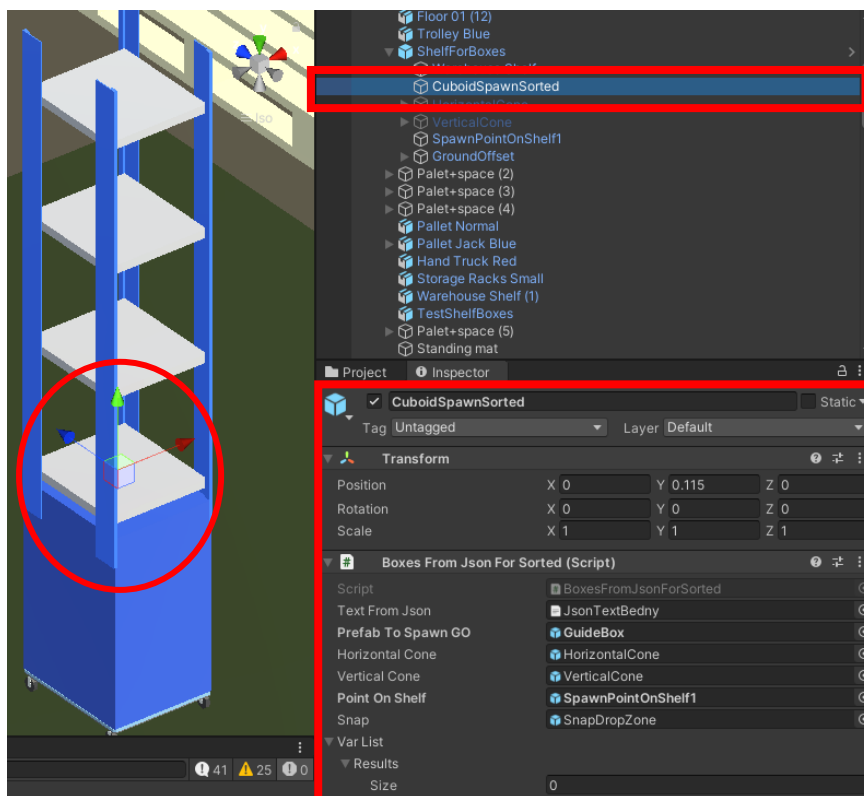 Iso
Floor 01 (12)
Trolley Blue
ShelfForBoxes
CuboidSpawnSorted
HorizontalCone
VerticalCone
SpawnPointOnShelf1
GroundOffset
Palet+space (2)
Palet+space (3)
Palet+space (4)
Pallet Normal
Pallet Jack Blue
Hand Truck Red
Storage Racks Small
Warehouse Shelf (1)
TestShelfBoxes
Palet+space (5)
Standing mat
Project Inspector
CuboidSpawnSorted Static
Tag Untagged Layer Default
Transform
Position X 0 Y 0.115 Z 0
Rotation X 0 Y 0 Z 0
Scale X 1 Y 1 Z 1
# Boxes From Json For Sorted (Script)
Script BoxesFromJsonForSorted
Text From Json JsonTextBedny
Prefab To Spawn GO GuideBox
Horizontal Cone HorizontalCone
Vertical Cone VerticalCone
Point On Shelf SpawnPointOnShelf1
Snap SnapDropZone
Var List
Results
Size 0
41 25 0